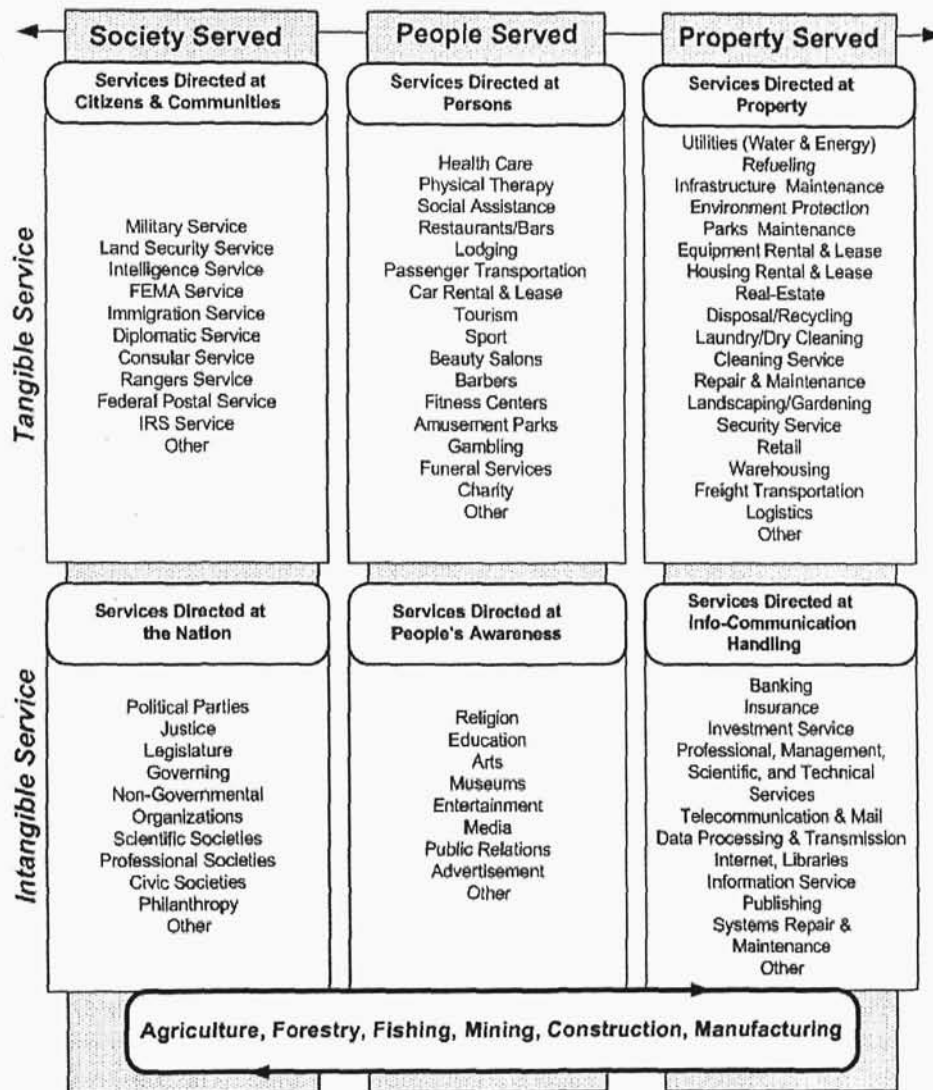 Society Served
People Served
Property Served
Tangible Service
Services Directed at
Citizens & Communities
Military Service
Land Security Service
Intelligence Service
FEMA Service
Immigration Service
Diplomatic Service
Consular Service
Rangers Service
Federal Postal Service
IRS Service
Other
Services Directed at
Persons
Health Care
Physical Therapy
Social Assistance
Restaurants/Bars
Lodging
Passenger Transportation
Car Rental & Lease
Tourism
Sport
Beauty Salons
Barbers
Fitness Centers
Amusement Parks
Gambling
Funeral Services
Charity
Other
Services Directed at
Property
Utilities (Water & Energy)
Refueling
Infrastructure Maintenance
Environment Protection
Parks Maintenance
Equipment Rental & Lease
Housing Rental & Lease
Real-Estate
Disposal/Recycling
Laundry/Dry Cleaning
Cleaning Service
Repair & Maintenance
Landscaping/Gardening
Security Service
Retail
Warehousing
Freight Transportation
Logistics
Other
Intangible Service
Services Directed at
the Nation
Political Parties
Justice
Legislature
Governing
Non-Governmental
Organizations
Scientific Societies
Professional Societies
Civic Societies
Philanthropy
Other
Services Directed at
People's Awareness
Religion
Education
Arts
Museums
Entertainment
Media
Public Relations
Advertisement
Other
Services Directed at
Info-Communication
Handling
Banking
Insurance
Investment Service
Professional, Management,
Scientific, and Technical
Services
Telecommunication & Mail
Data Processing & Transmission
Internet, Libraries
Information Service
Publishing
Systems Repair &
Maintenance
Other
Agriculture, Forestry, Fishing, Mining, Construction, Manufacturing